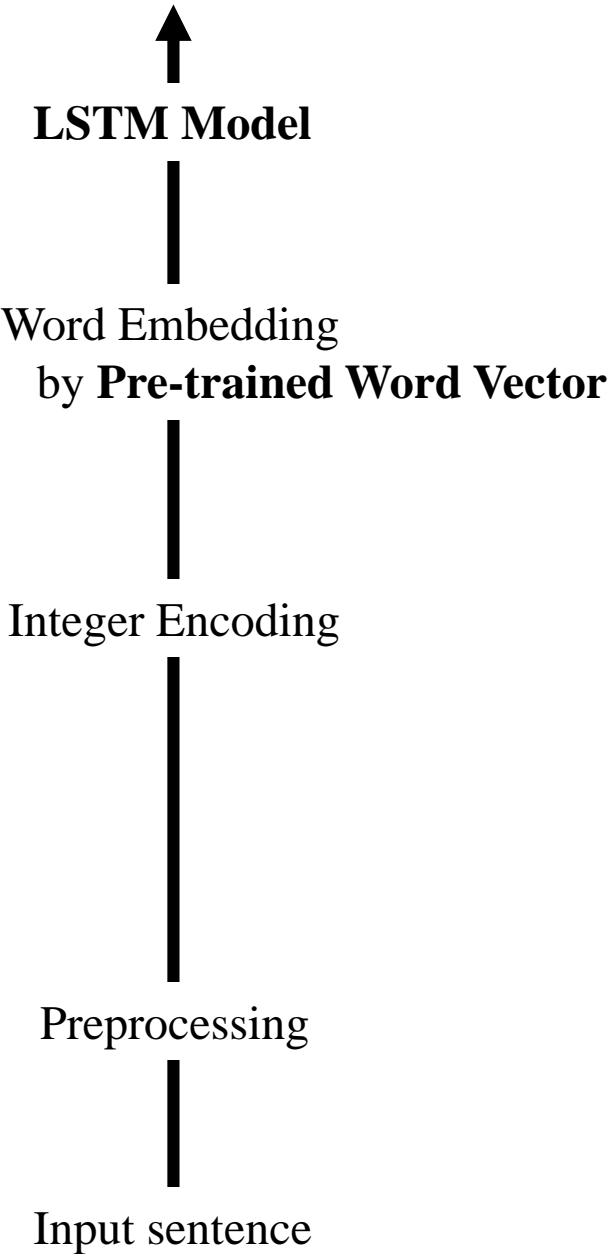 LSTM Model
Word Embedding
by Pre-trained Word Vector
Integer Encoding
Preprocessing
Input sentence